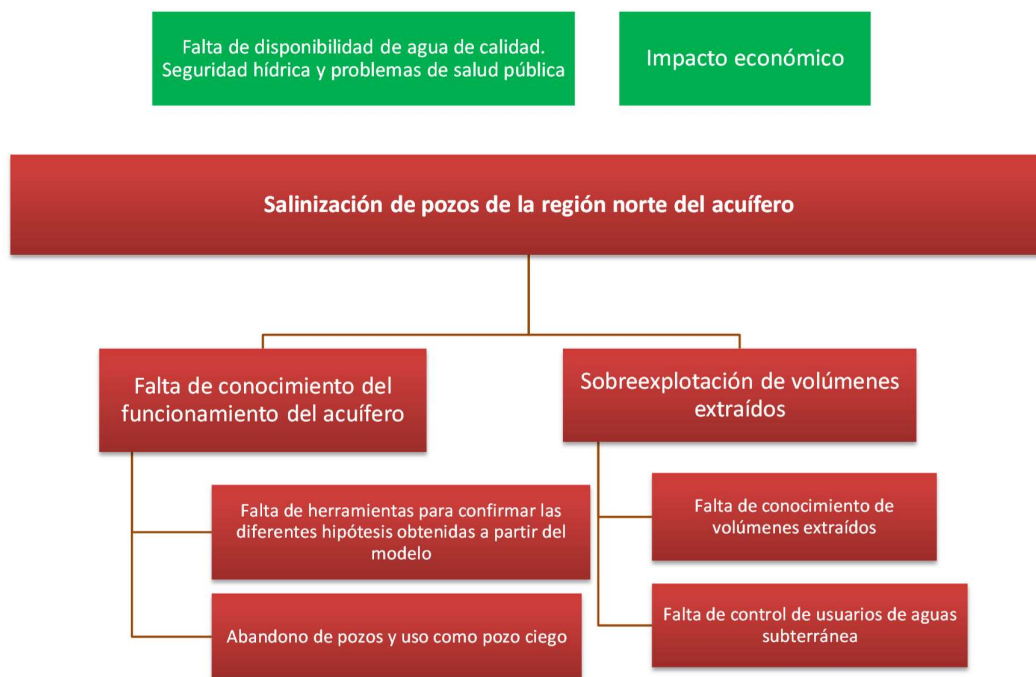 Falta de disponibilidad de agua de calidad.
Seguridad hídrica y problemas de salud pública
Impacto económico
Salinización de pozos de la región norte del acuífero
Falta de conocimiento del
funcionamiento del acuífero
Falta de herramientas para confirmar las
diferentes hipótesis obtenidas a partir del
modelo
Abandono de pozos y uso como pozo ciego
Sobreexplotación de volúmenes
extraídos
Falta de conocimiento de
volúmenes extraídos
Falta de control de usuarios de aguas
subterránea